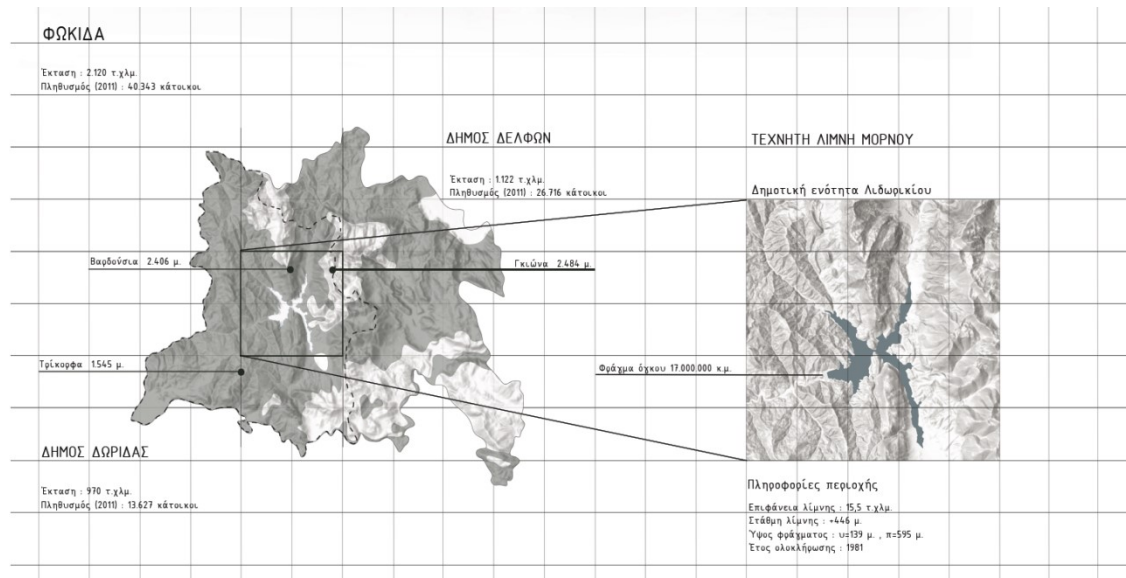 ΦΩΚΙΔΑ
Έκταση : 2.120 τ.χλμ.
Πληθυσμός (2011) : 40.343 κάτοικοι
ΔΗΜΟΣ ΔΕΛΦΩΝ
Έκταση : 1.122 τ.χλμ.
Πληθυσμός (2011) : 26.716 κάτοικοι
ΤΕΧΝΗΤΗ ΛΙΜΝΗ ΜΟΡΝΟΥ
Δημοτική ενότητα Λιδωρικίου
Βαρδούσια 2.406 μ.
Γκιώνα 2.484 μ.
Τρίκορφα 1.545 μ.
Φράγμα όγκου 17.000.000 κ.μ.
ΔΗΜΟΣ ΔΩΡΙΔΑΣ
Έκταση : 970 τ.χλμ.
Πληθυσμός (2011) : 13.627 κάτοικοι
Πληροφορίες περιοχής
Επιφάνεια λίμνης : 15,5 τ.χλμ.
Στάθμη λίμνης : +446 μ.
Ύψος φράγματος : υ=139 μ. , π=595 μ.
Έτος ολοκλήρωσης : 1981